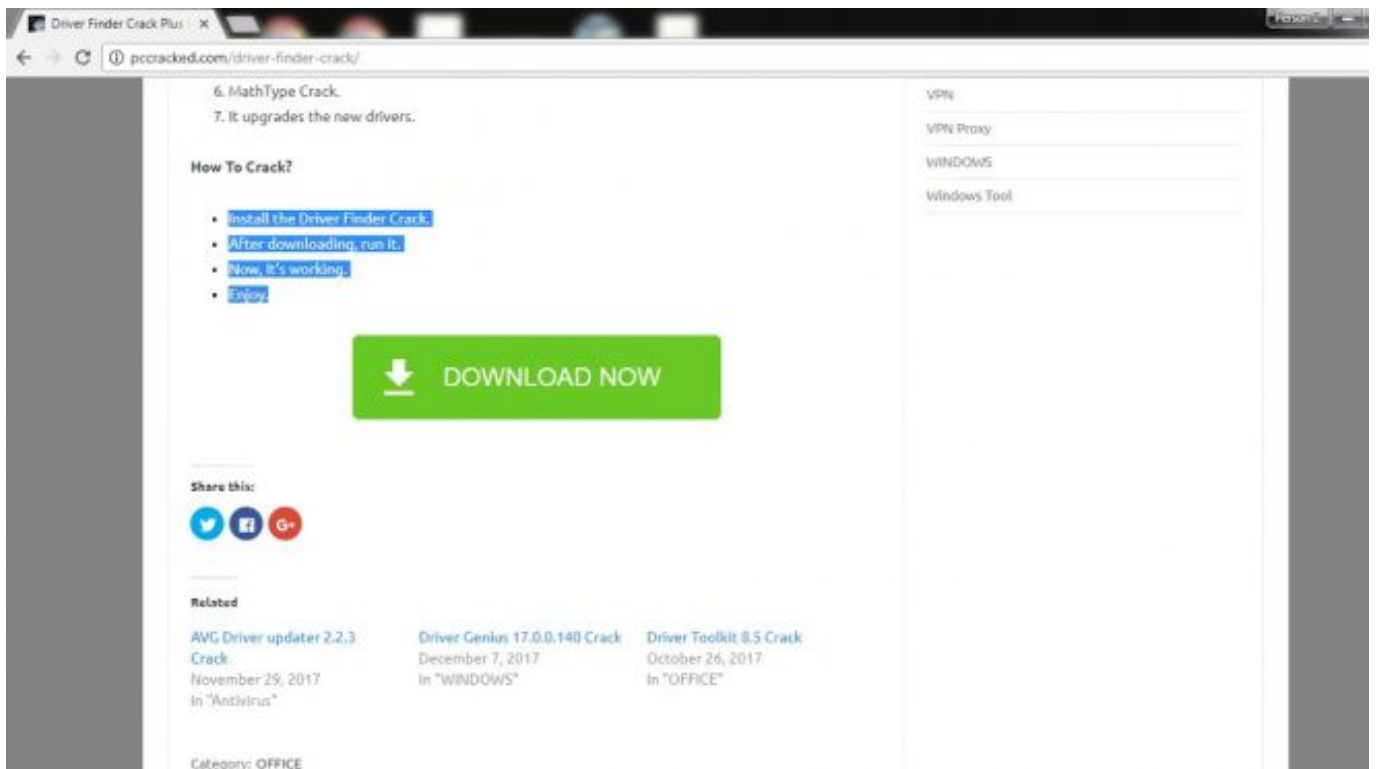 Driver Finder Crack Plus
pccracked.com/driver-finder-crack/
6. MathType Crack.
7. It upgrades the new drivers.
How To Crack?
• Install the Driver Finder Crack.
• After downloading, run it.
• Now, It's working.
• Enjoy.
DOWNLOAD NOW
Share this:
G+
Related
AVG Driver updater 2.2.3
Crack
November 29, 2017
In "Antivirus"
Driver Genius 17.0.0.140 Crack
December 7, 2017
In "WINDOWS"
Driver Toolkit 8.5 Crack
October 26, 2017
In "OFFICE"
Category: OFFICE
VPN
VPN Proxy
WINDOWS
Windows Tool